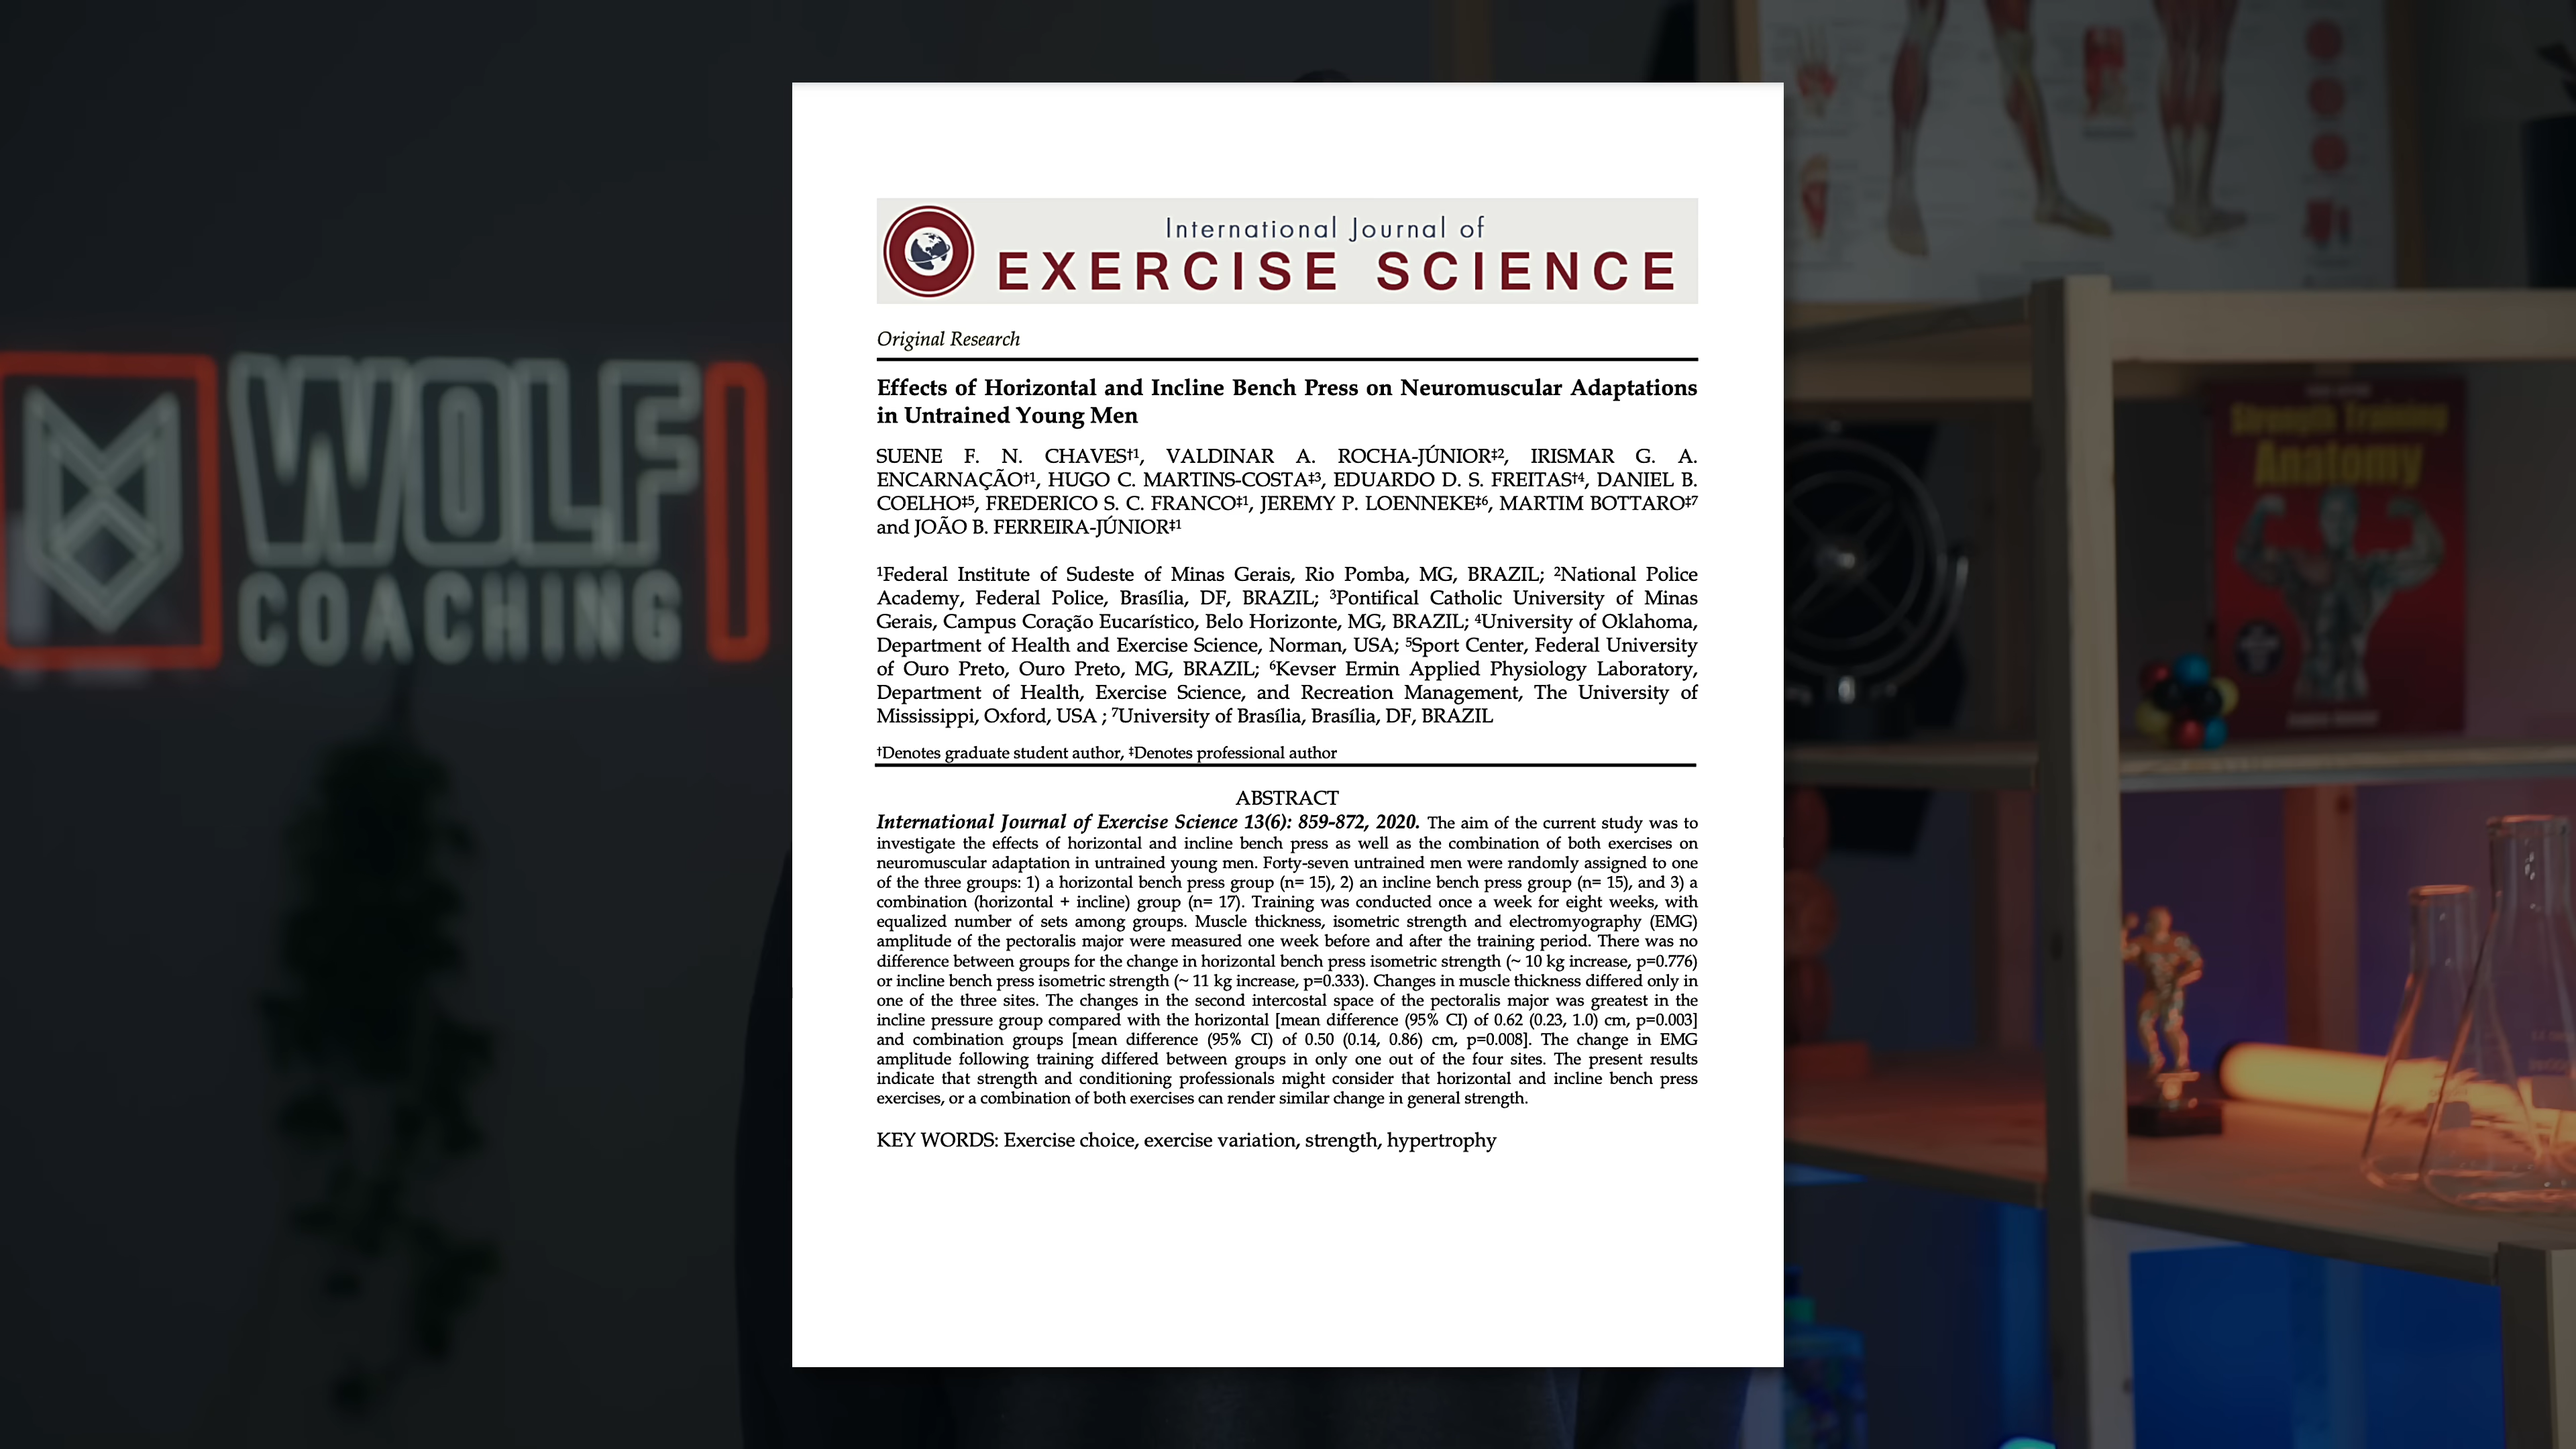 WOLF
COACHING
International Journal of
EXERCISE SCIENCE
Original Research
Effects of Horizontal and Incline Bench Press on Neuromuscular Adaptations
in Untrained Young Men
SUENE F. N. CHAVES†1, VALDINAR A. ROCHA-JÚNIOR‡2, IRISMAR G. A.
ENCARNAÇÃO†1, HUGO C. MARTINS-COSTA‡3, EDUARDO D. S. FREITAS†4, DANIEL B.
COELHO‡5, FREDERICO S. C. FRANCO‡1, JEREMY P. LOENNEKE‡6, MARTIM BOTTARO‡7
and JOÃO B. FERREIRA-JÚNIOR‡1
1Federal Institute of Sudeste of Minas Gerais, Rio Pomba, MG, BRAZIL; 2National Police
Academy, Federal Police, Brasília, DF, BRAZIL; 3Pontifical Catholic University of Minas
Gerais, Campus Coração Eucarístico, Belo Horizonte, MG, BRAZIL; 4University of Oklahoma,
Department of Health and Exercise Science, Norman, USA; 5Sport Center, Federal University
of Ouro Preto, Ouro Preto, MG, BRAZIL; 6Kevser Ermin Applied Physiology Laboratory,
Department of Health, Exercise Science, and Recreation Management, The University of
Mississippi, Oxford, USA ; 7University of Brasília, Brasília, DF, BRAZIL
†Denotes graduate student author, ‡Denotes professional author
ABSTRACT
International Journal of Exercise Science 13(6): 859-872, 2020. The aim of the current study was to
investigate the effects of horizontal and incline bench press as well as the combination of both exercises on
neuromuscular adaptation in untrained young men. Forty-seven untrained men were randomly assigned to one
of the three groups: 1) a horizontal bench press group (n= 15), 2) an incline bench press group (n= 15), and 3) a
combination (horizontal + incline) group (n= 17). Training was conducted once a week for eight weeks, with
equalized number of sets among groups. Muscle thickness, isometric strength and electromyography (EMG)
amplitude of the pectoralis major were measured one week before and after the training period. There was no
difference between groups for the change in horizontal bench press isometric strength (~ 10 kg increase, p=0.776)
or incline bench press isometric strength (~ 11 kg increase, p=0.333). Changes in muscle thickness differed only in
one of the three sites. The changes in the second intercostal space of the pectoralis major was greatest in the
incline pressure group compared with the horizontal [mean difference (95% CI) of 0.62 (0.23, 1.0) cm, p=0.003]
and combination groups [mean difference (95% CI) of 0.50 (0.14, 0.86) cm, p=0.008]. The change in EMG
amplitude following training differed between groups in only one out of the four sites. The present results
indicate that strength and conditioning professionals might consider that horizontal and incline bench press
exercises, or a combination of both exercises can render similar change in general strength.
KEY WORDS: Exercise choice, exercise variation, strength, hypertrophy
Strength Training
Anatomy